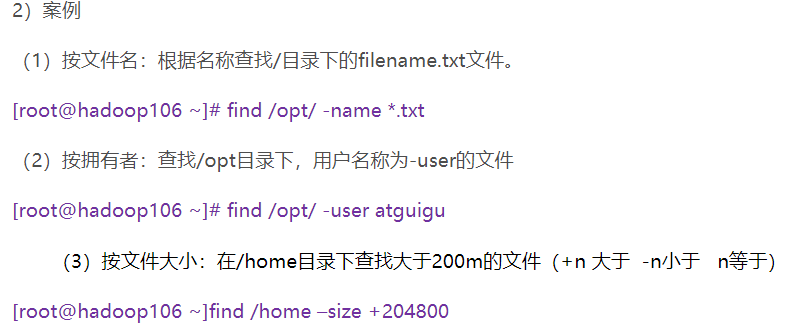 2）案例
（1）按文件名：根据名称查找/目录下的filename.txt文件。
[root@hadoop106 ~]# find /opt/ -name *.txt
（2）按拥有者：查找/opt目录下，用户名称为-user的文件
[root@hadoop106 ~]# find /opt/ -user atguigu
（3）按文件大小：在/home目录下查找大于200m的文件（+n 大于  -n小于   n等于）
[root@hadoop106 ~]find /home –size +204800